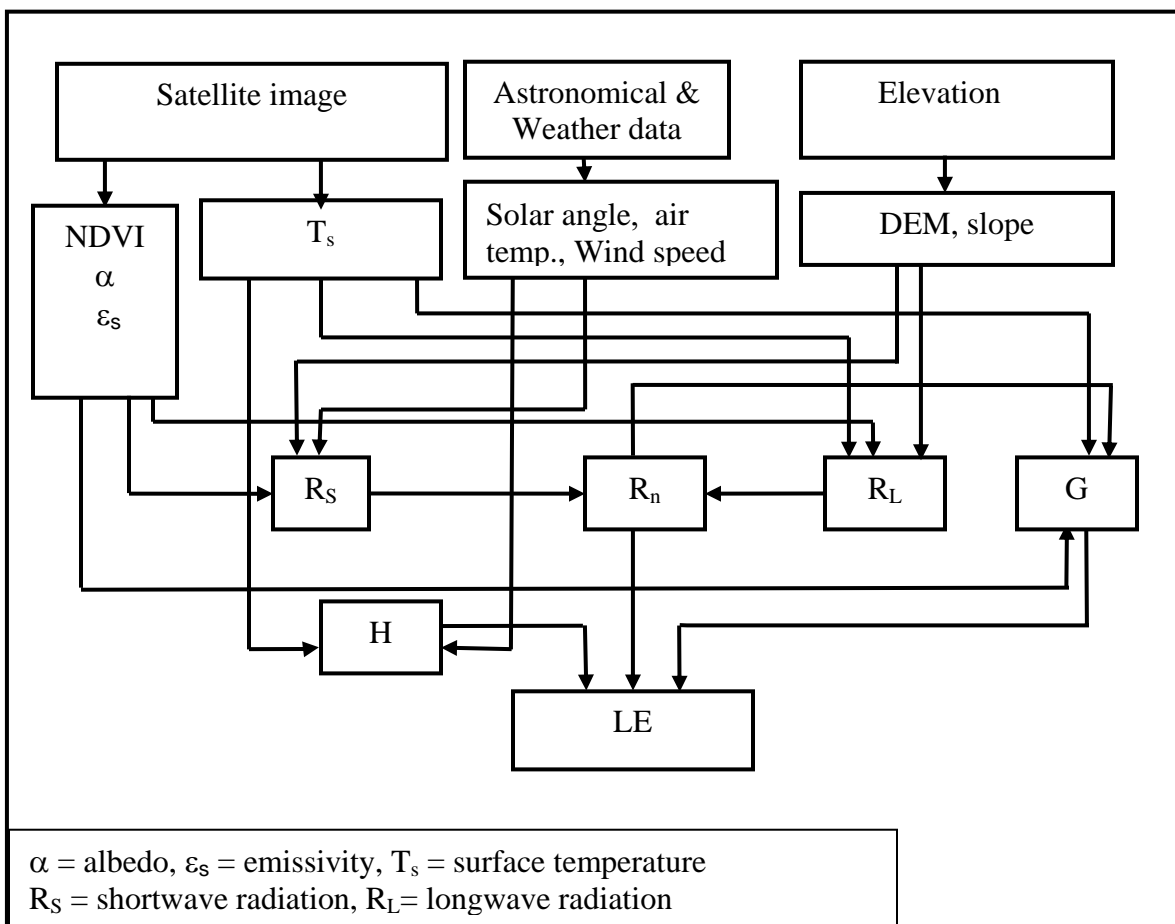 Satellite image
Astronomical &
Weather data
Elevation
NDVI
α
εs
Ts
Solar angle, air
temp., Wind speed
DEM, slope
RS
Rn
RL
G
H
LE
α = albedo, εs = emissivity, Ts = surface temperature
RS = shortwave radiation, RL= longwave radiation